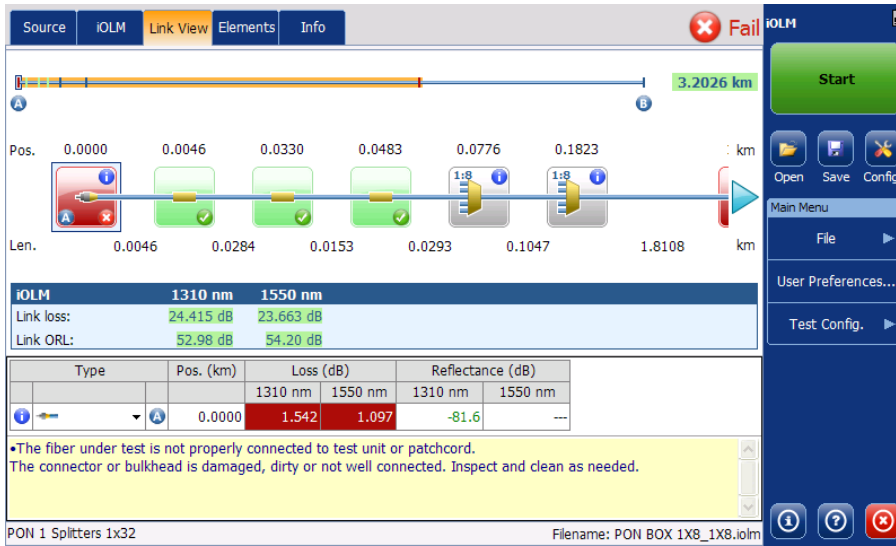 Source iOLM Link View Elements Info Fail iOLM
3.2026 km
A B
Start
Pos. 0.0000 0.0046 0.0330 0.0483 0.0776 0.1823 km
1:8 1:8
A
Open Save Config
Len. 0.0046 0.0284 0.0153 0.0293 0.1047 1.8108 km
Main Menu
File
User Preferences...
Test Config.
iOLM 1310 nm 1550 nm
Link loss: 24.415 dB 23.663 dB
Link ORL: 52.98 dB 54.20 dB
Type Pos. (km) Loss (dB) Reflectance (dB)
1310 nm 1550 nm 1310 nm 1550 nm
A 0.0000 1.542 1.097 -81.6 ---
•The fiber under test is not properly connected to test unit or patchcord.
The connector or bulkhead is damaged, dirty or not well connected. Inspect and clean as needed.
PON 1 Splitters 1x32 Filename: PON BOX 1X8_1X8.iolm